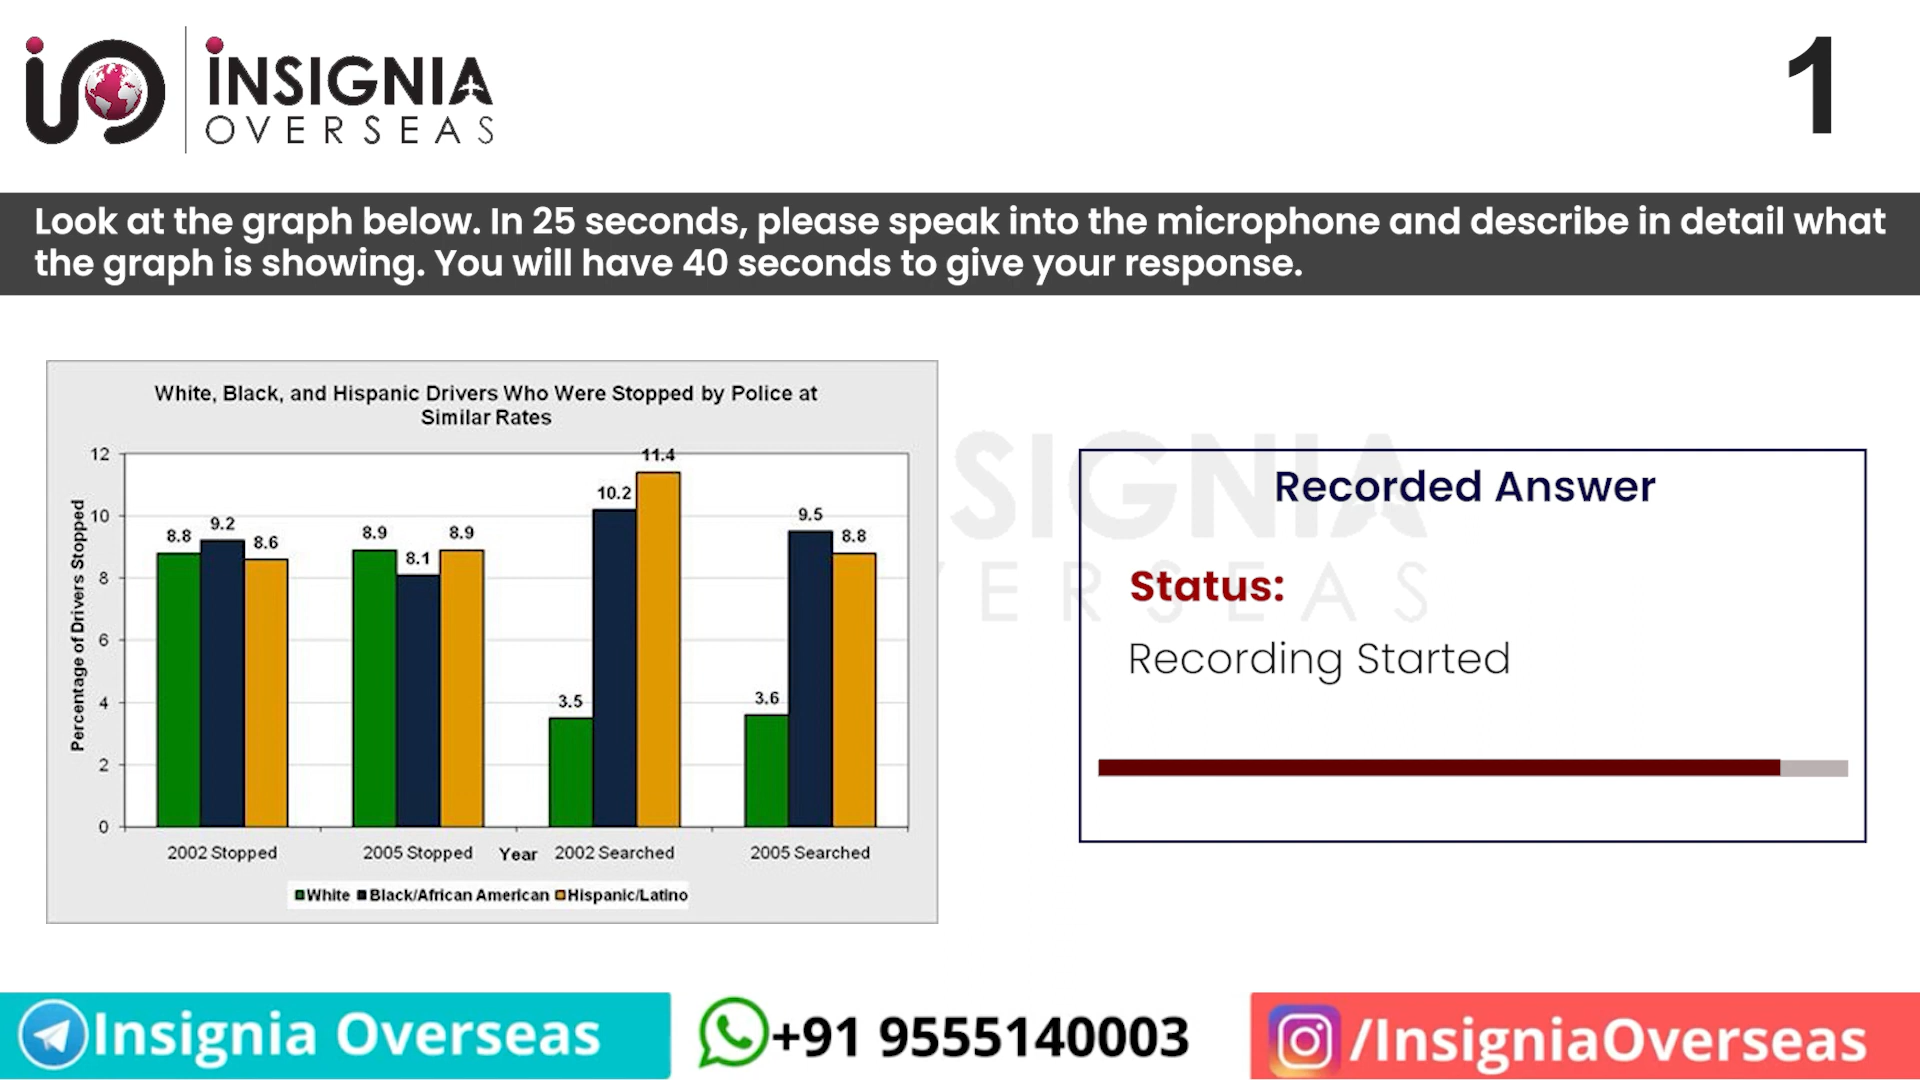 INSIGNIA
OVERSEAS
1
Look at the graph below. In 25 seconds, please speak into the microphone and describe in detail what
the graph is showing. You will have 40 seconds to give your response.
White, Black, and Hispanic Drivers Who Were Stopped by Police at
Similar Rates
Percentage of Drivers Stopped
12
10
8
6
4
2
0
8.8
9.2
8.6
8.9
8.1
8.9
3.5
10.2
11.4
3.6
9.5
8.8
2002 Stopped
2005 Stopped
Year
2002 Searched
2005 Searched
White Black/African American Hispanic/Latino
SIGNIA
VERSEAS
Recorded Answer
Status:
Recording Started
Insignia Overseas
+91 9555140003
/InsigniaOverseas